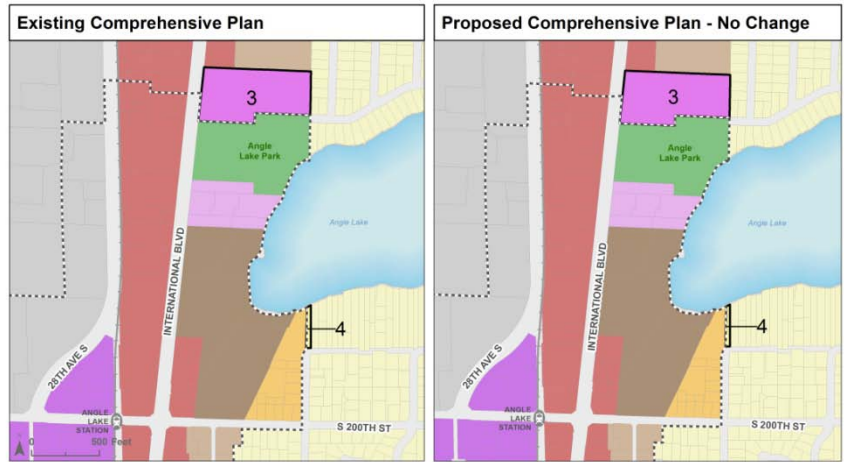 Existing Comprehensive Plan
3
Angle
Lake Park
Angle Lake
INTERNATIONAL BLVD
4
28TH AVE S
ANGLE
LAKE
STATION
S 200TH ST
0 500 Feet
Proposed Comprehensive Plan - No Change
3
Angle
Lake Park
Angle Lake
INTERNATIONAL BLVD
4
28TH AVE S
ANGLE
LAKE
STATION
S 200TH ST